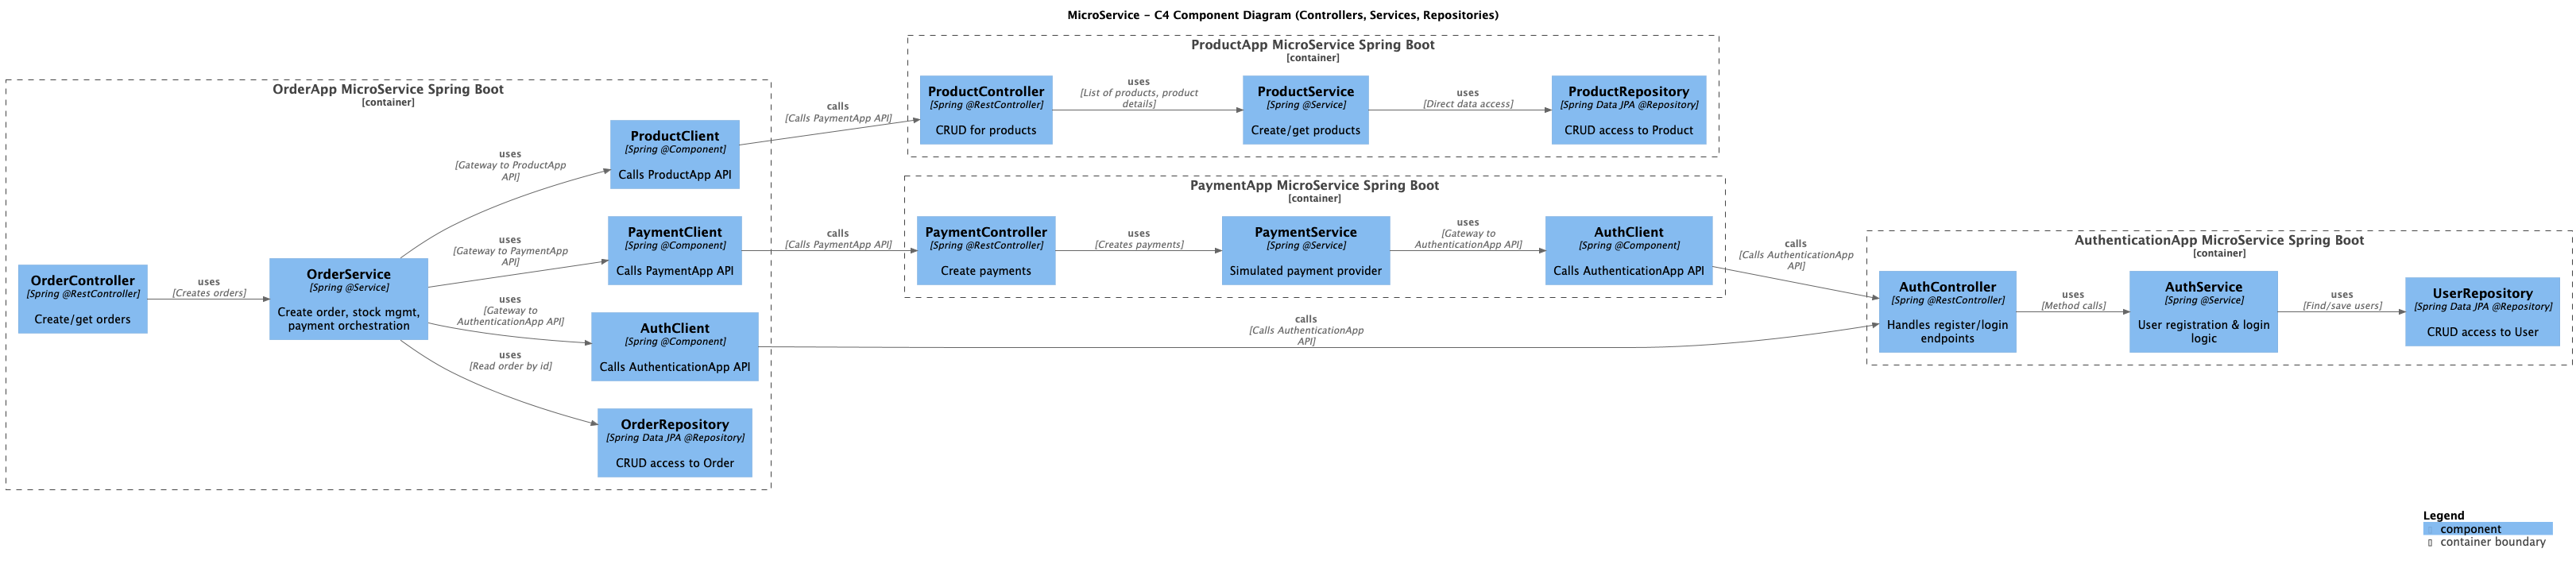 MicroService - C4 Component Diagram (Controllers, Services, Repositories)
OrderApp MicroService Spring Boot
[container]
OrderController
[Spring @RestController]
Create/get orders
uses
[Creates orders]
OrderService
[Spring @Service]
Create order, stock mgmt,
payment orchestration
uses
[Gateway to ProductApp
API]
uses
[Gateway to PaymentApp
API]
uses
[Gateway to
AuthenticationApp API]
uses
[Read order by id]
ProductClient
[Spring @Component]
Calls ProductApp API
PaymentClient
[Spring @Component]
Calls PaymentApp API
AuthClient
[Spring @Component]
Calls AuthenticationApp API
OrderRepository
[Spring Data JPA @Repository]
CRUD access to Order
calls
[Calls PaymentApp API]
calls
[Calls PaymentApp API]
ProductApp MicroService Spring Boot
[container]
ProductController
[Spring @RestController]
CRUD for products
uses
[List of products, product
details]
ProductService
[Spring @Service]
Create/get products
uses
[Direct data access]
ProductRepository
[Spring Data JPA @Repository]
CRUD access to Product
PaymentApp MicroService Spring Boot
[container]
PaymentController
[Spring @RestController]
Create payments
uses
[Creates payments]
PaymentService
[Spring @Service]
Simulated payment provider
uses
[Gateway to
AuthenticationApp API]
AuthClient
[Spring @Component]
Calls AuthenticationApp API
calls
[Calls AuthenticationApp
API]
calls
[Calls AuthenticationApp
API]
AuthenticationApp MicroService Spring Boot
[container]
AuthController
[Spring @RestController]
Handles register/login
endpoints
uses
[Method calls]
AuthService
[Spring @Service]
User registration & login
logic
uses
[Find/save users]
UserRepository
[Spring Data JPA @Repository]
CRUD access to User
Legend
component
container boundary